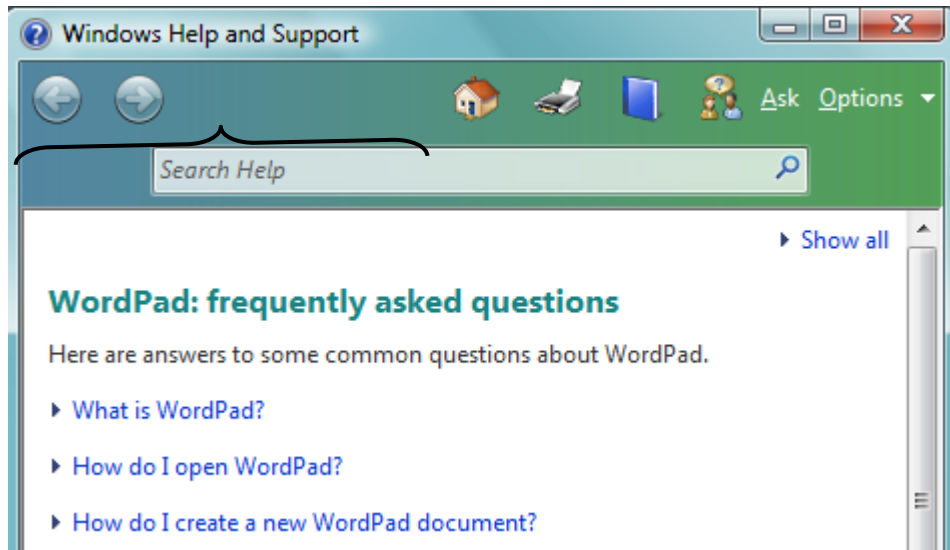 Windows Help and Support
Ask Options
Search Help
Show all
WordPad: frequently asked questions
Here are answers to some common questions about WordPad.
What is WordPad?
How do I open WordPad?
How do I create a new WordPad document?